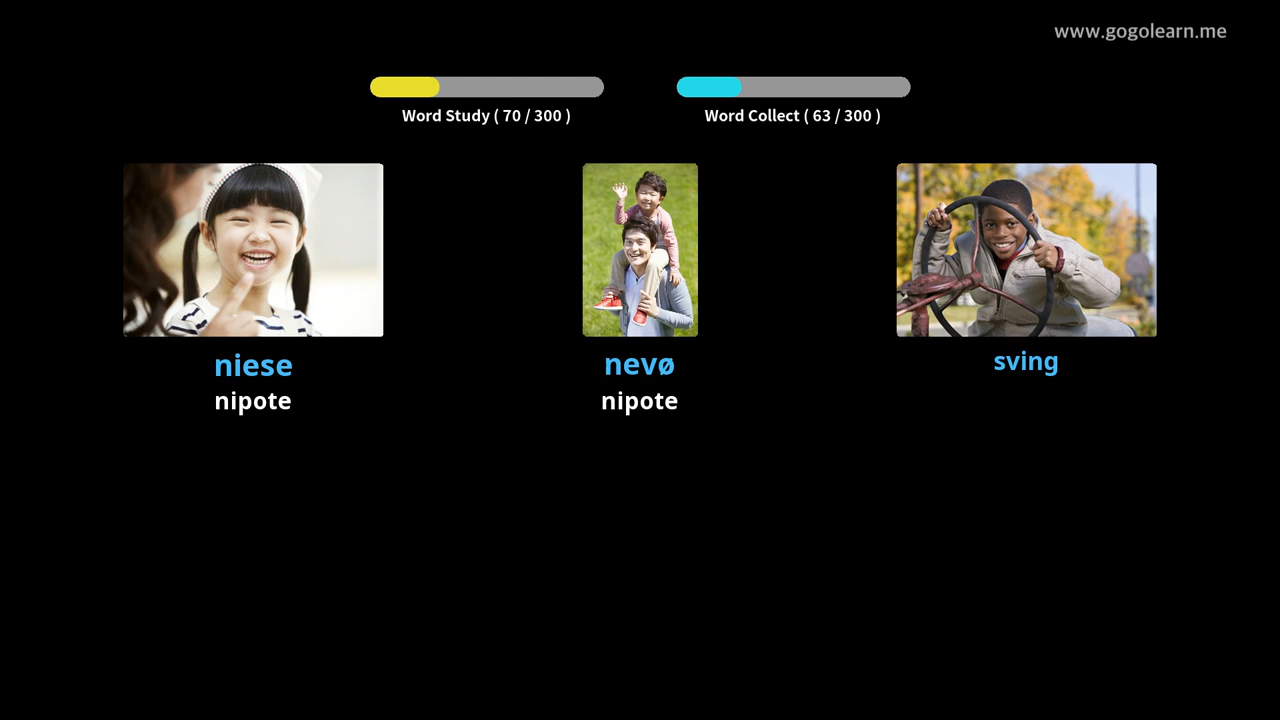 www.gogolearn.me
Word Study ( 70 / 300 )
Word Collect ( 63 / 300 )
niese
nipote
nevø
nipote
sving